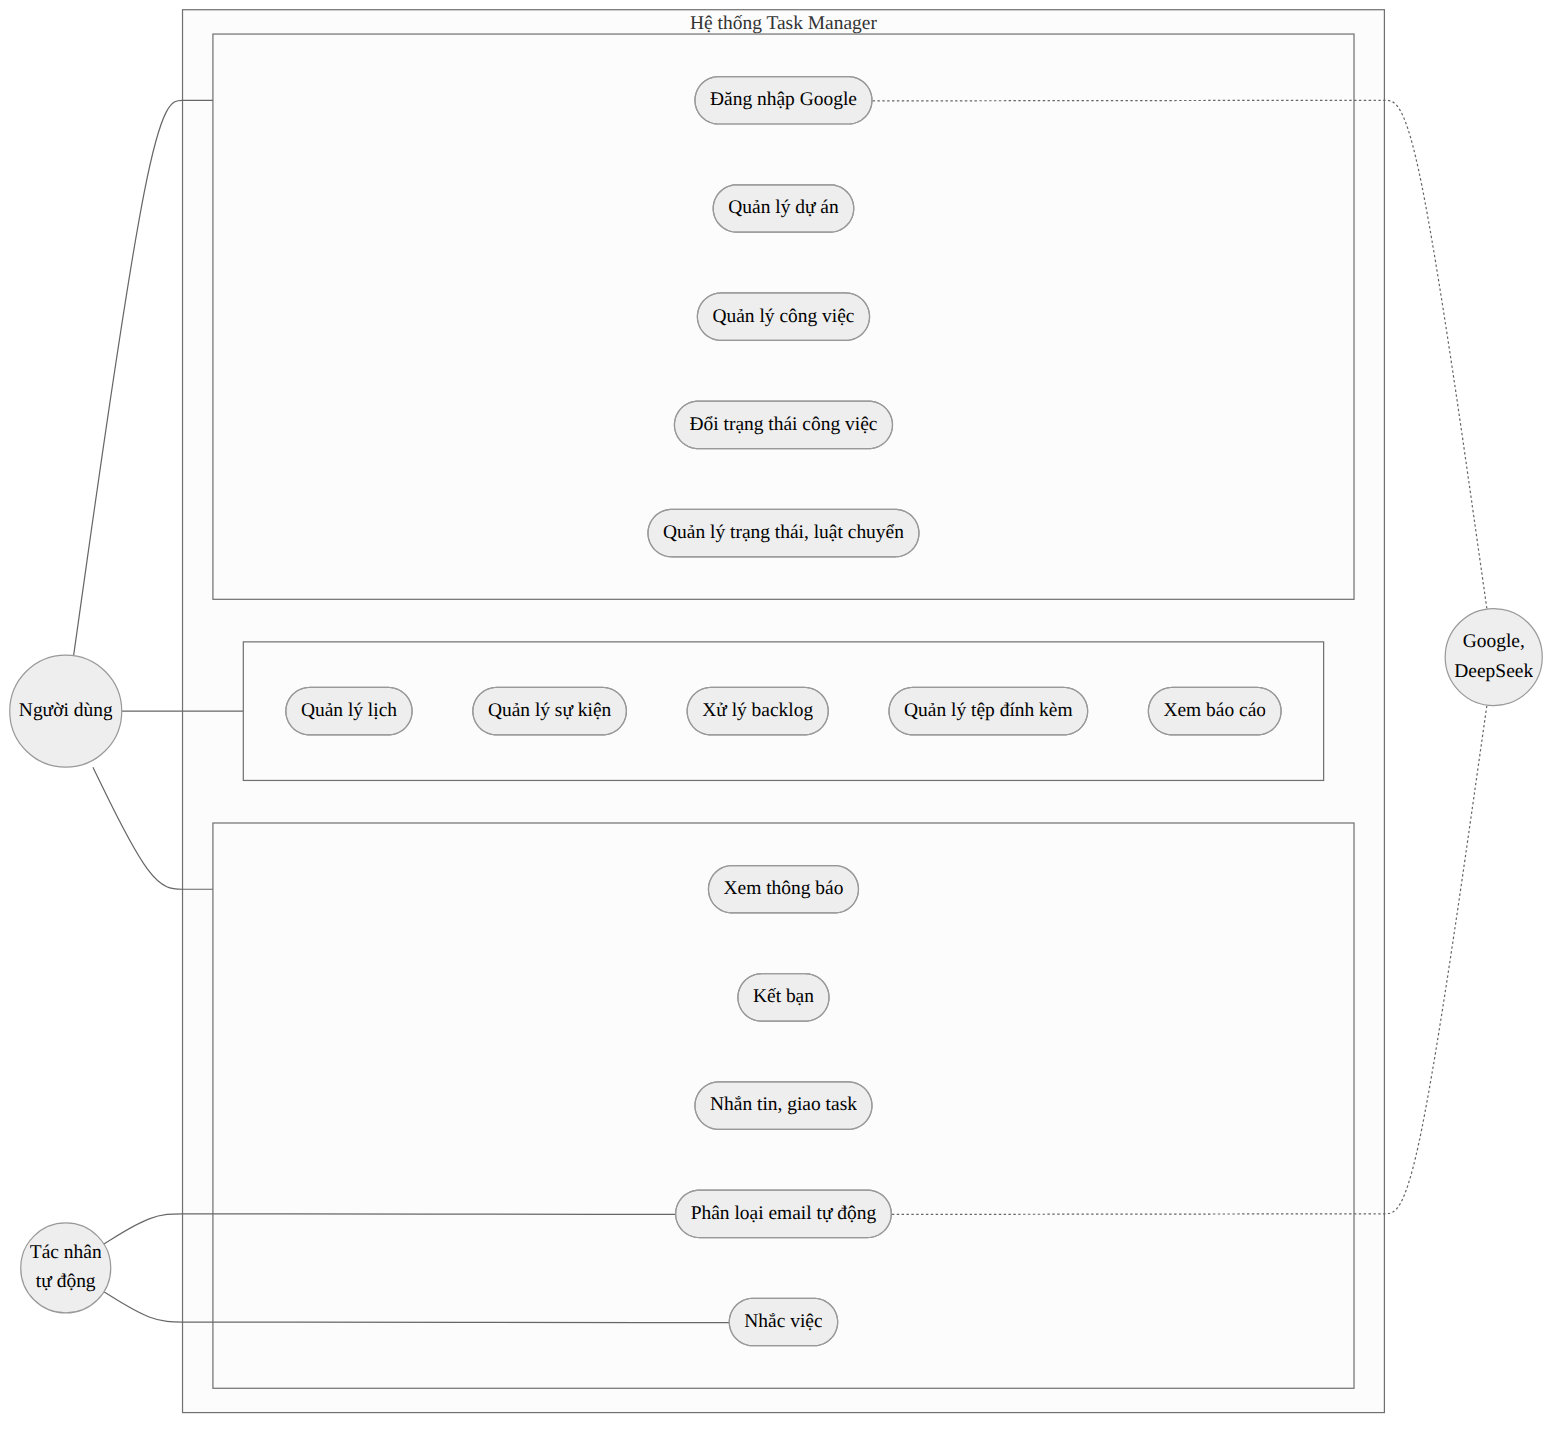 Hệ thống Task Manager
Đăng nhập Google
Quản lý dự án
Quản lý công việc
Đổi trạng thái công việc
Quản lý trạng thái, luật chuyển
Google,
DeepSeek
Người dùng
Quản lý lịch
Quản lý sự kiện
Xử lý backlog
Quản lý tệp đính kèm
Xem báo cáo
Xem thông báo
Kết bạn
Nhắn tin, giao task
Phân loại email tự động
Tác nhân
tự động
Nhắc việc